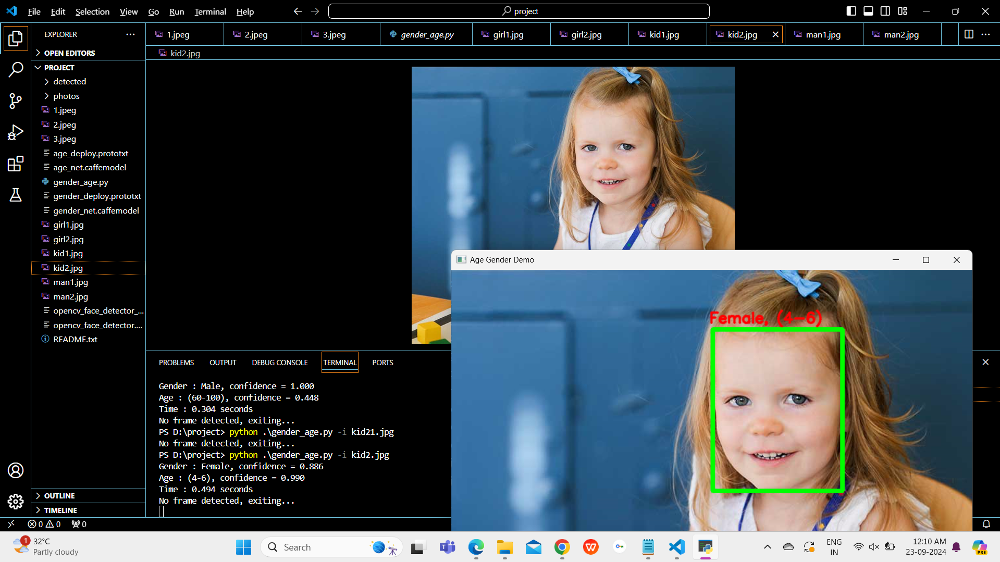 File Edit Selection View Go Run Terminal Help
project
EXPLORER
1.jpeg 2.jpeg 3.jpeg gender_age.py girl1.jpg girl2.jpg kid1.jpg kid2.jpg man1.jpg man2.jpg
kid2.jpg
OPEN EDITORS
PROJECT
detected
photos
1.jpeg
2.jpeg
3.jpeg
age_deploy.prototxt
age_net.caffemodel
gender_age.py
gender_deploy.prototxt
gender_net.caffemodel
girl1.jpg
girl2.jpg
kid1.jpg
kid2.jpg
man1.jpg
man2.jpg
opencv_face_detector_...
opencv_face_detector....
README.txt
OUTLINE
TIMELINE
Age Gender Demo
Female, (4-6)
PROBLEMS OUTPUT DEBUG CONSOLE TERMINAL PORTS
Gender : Male, confidence = 1.000
Age : (60-100), confidence = 0.448
Time : 0.304 seconds
No frame detected, exiting...
PS D:\project> python .\gender_age.py -i kid21.jpg
No frame detected, exiting...
PS D:\project> python .\gender_age.py -i kid2.jpg
Gender : Female, confidence = 0.886
Age : (4-6), confidence = 0.990
Time : 0.494 seconds
No frame detected, exiting...
0 0 0
1
32°C
Partly cloudy
Search
ENG
IN
12:10 AM
23-09-2024
PRE